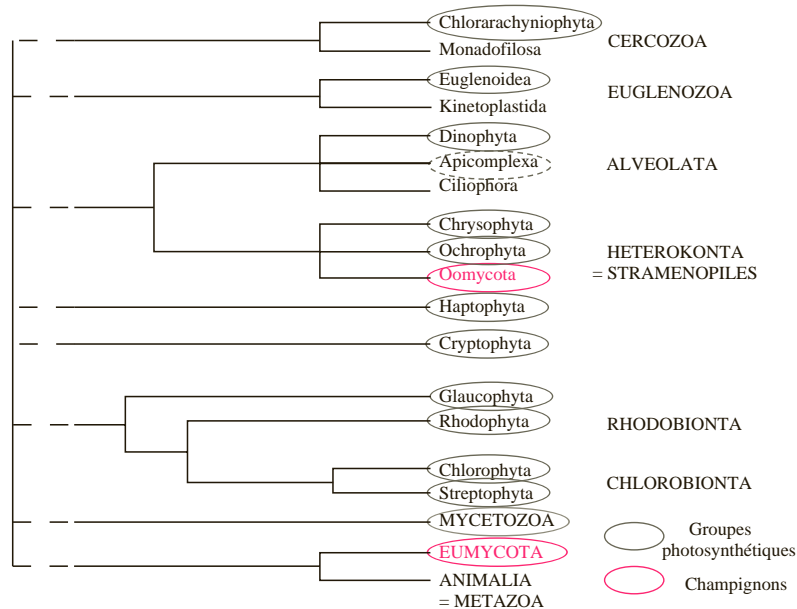 Chlorarachyniophyta
CERCOZOA
Monadofilosa
Euglenoidea
EUGLENOZOA
Kinetoplastida
Dinophyta
Apicomplexa
ALVEOLATA
Ciliophora
Chrysophyta
Ochrophyta
HETEROKONTA
= STRAMENOPILES
Oomycota
Haptophyta
Cryptophyta
Glaucophyta
Rhodophyta
RHODOBIONTA
Chlorophyta
CHLOROBIONTA
Streptophyta
MYCETOZOA
EUMYCOTA
ANIMALIA
= METAZOA
Groupes
photosynthétiques
Champignons